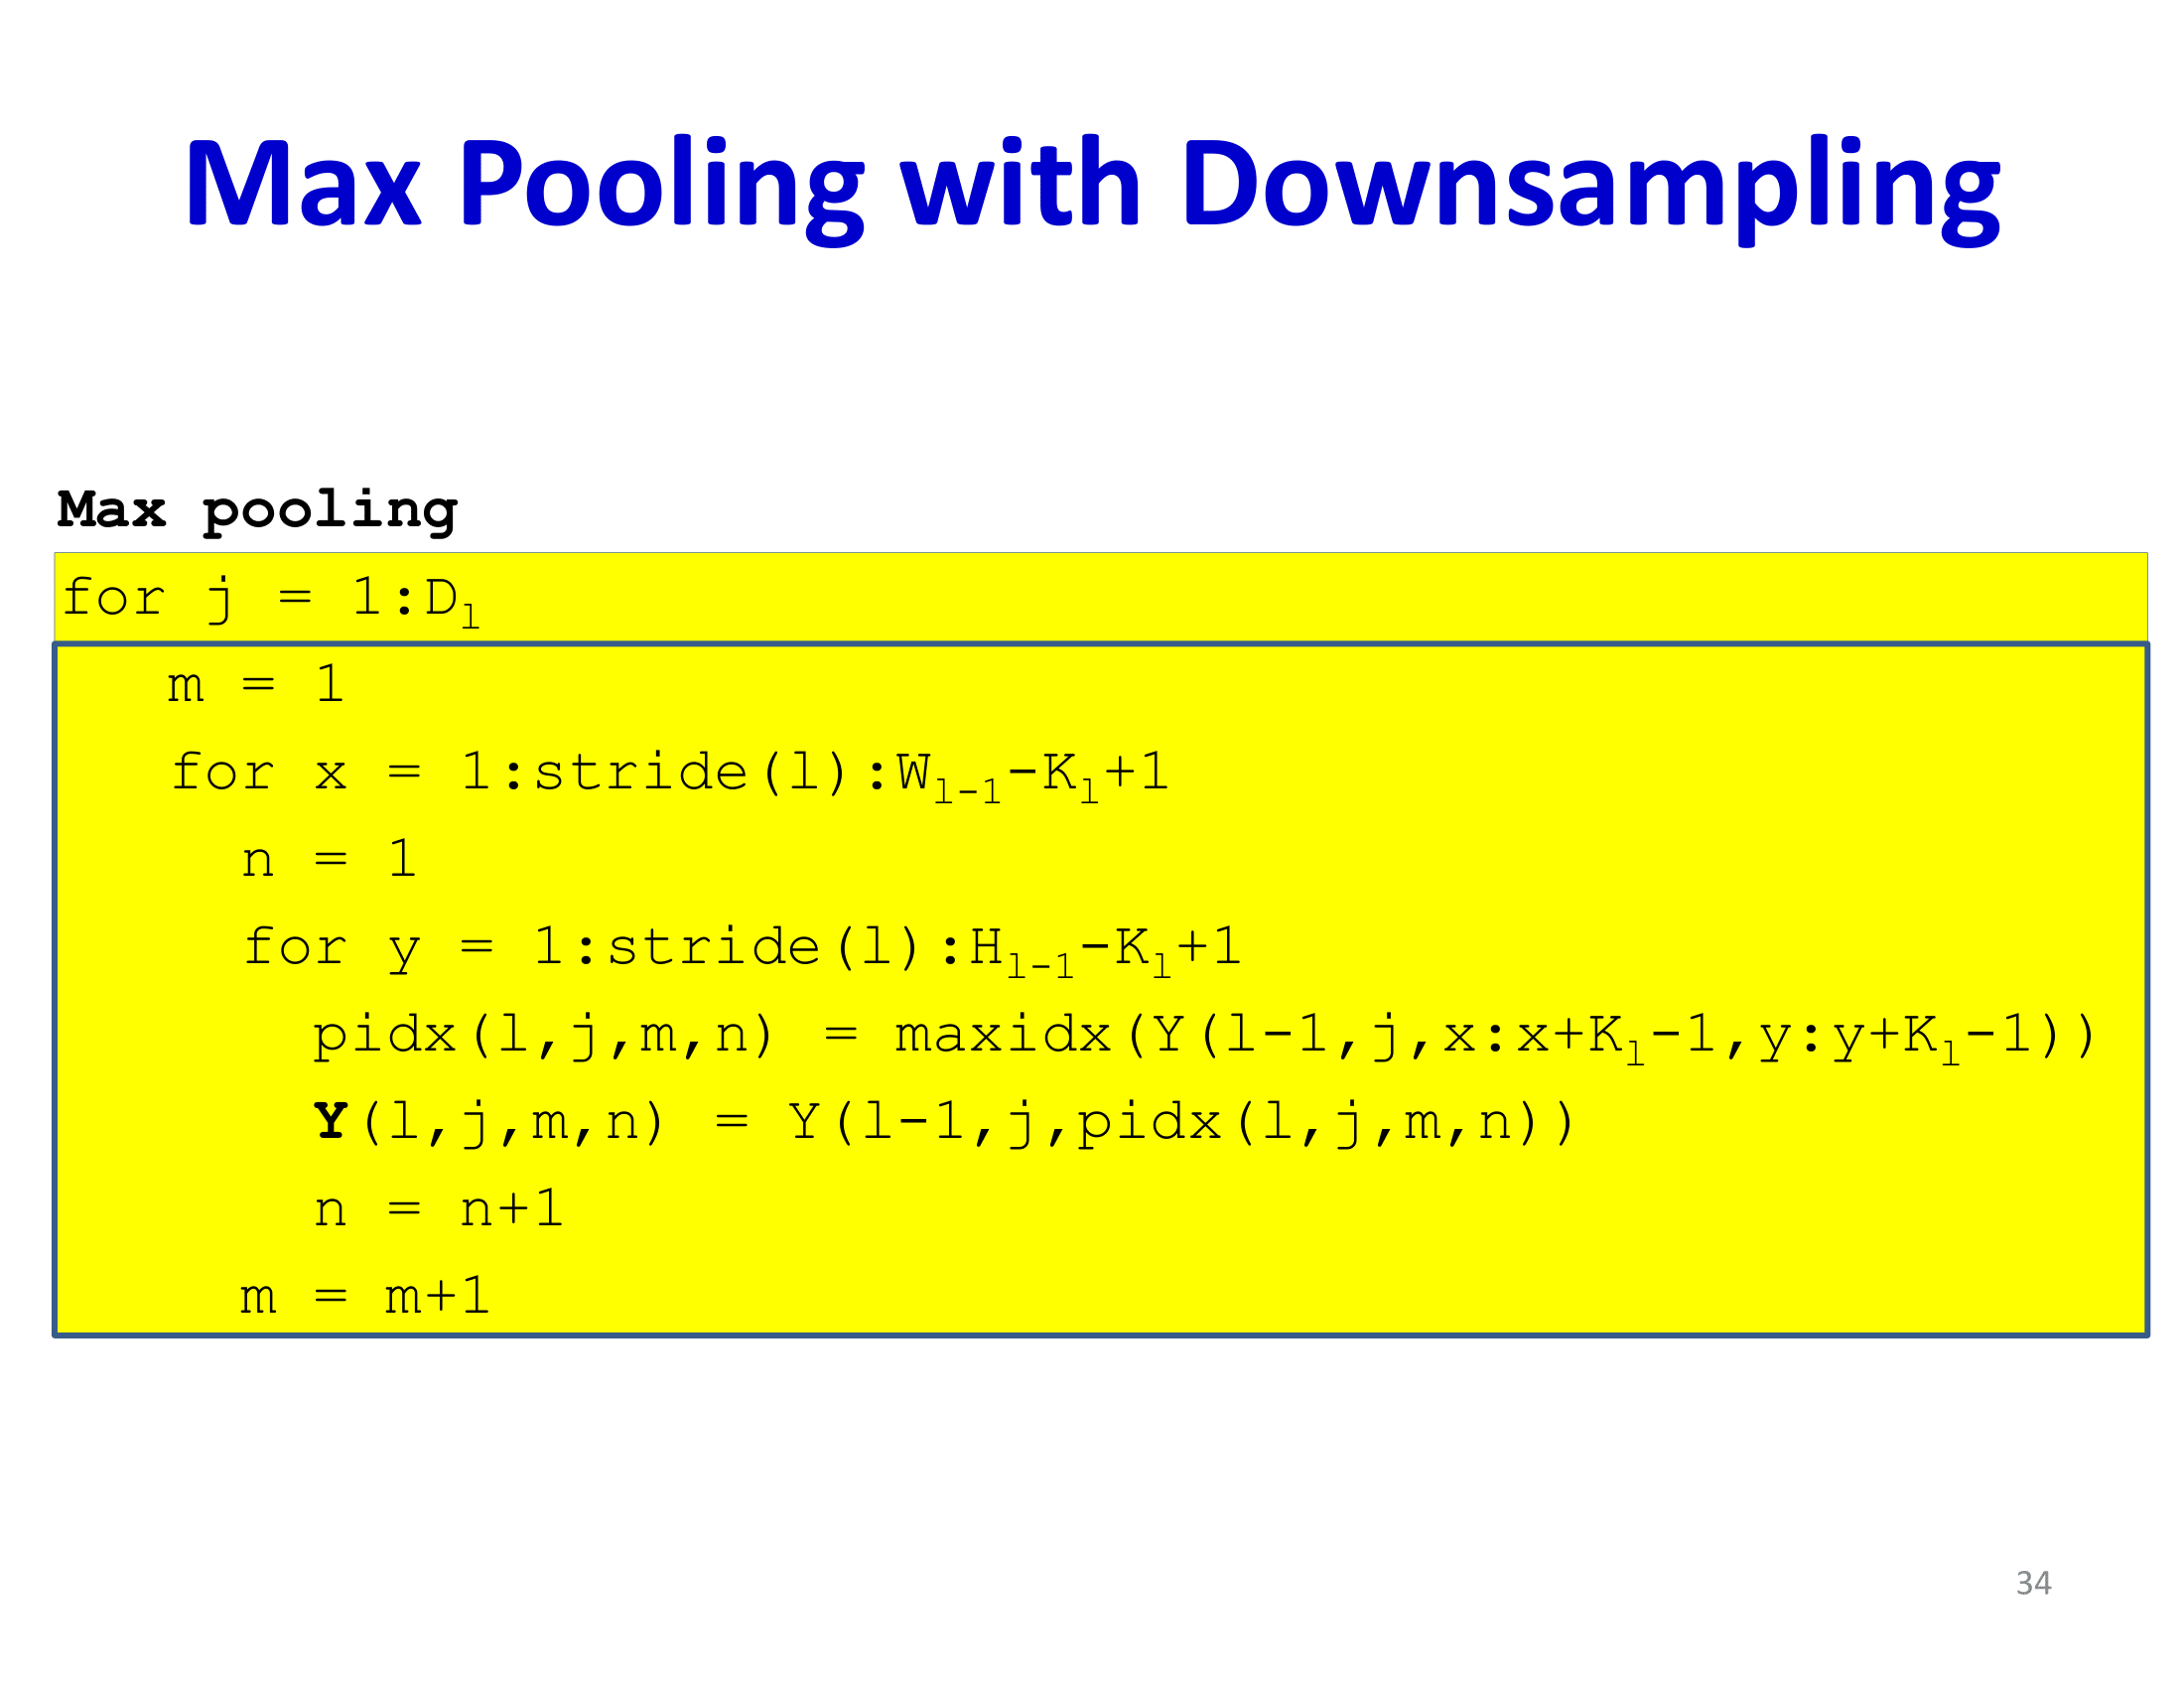 Max Pooling with Downsampling
Max pooling
for j = 1:D_l
m = 1
for x = 1:stride(l):W_{l-1}-K_l+1
n = 1
for y = 1:stride(l):H_{l-1}-K_l+1
pidx(l,j,m,n) = maxidx(Y(l-1,j,x:x+K_l-1,y:y+K_l-1))
Y(l,j,m,n) = Y(l-1,j,pidx(l,j,m,n))
n = n+1
m = m+1
34